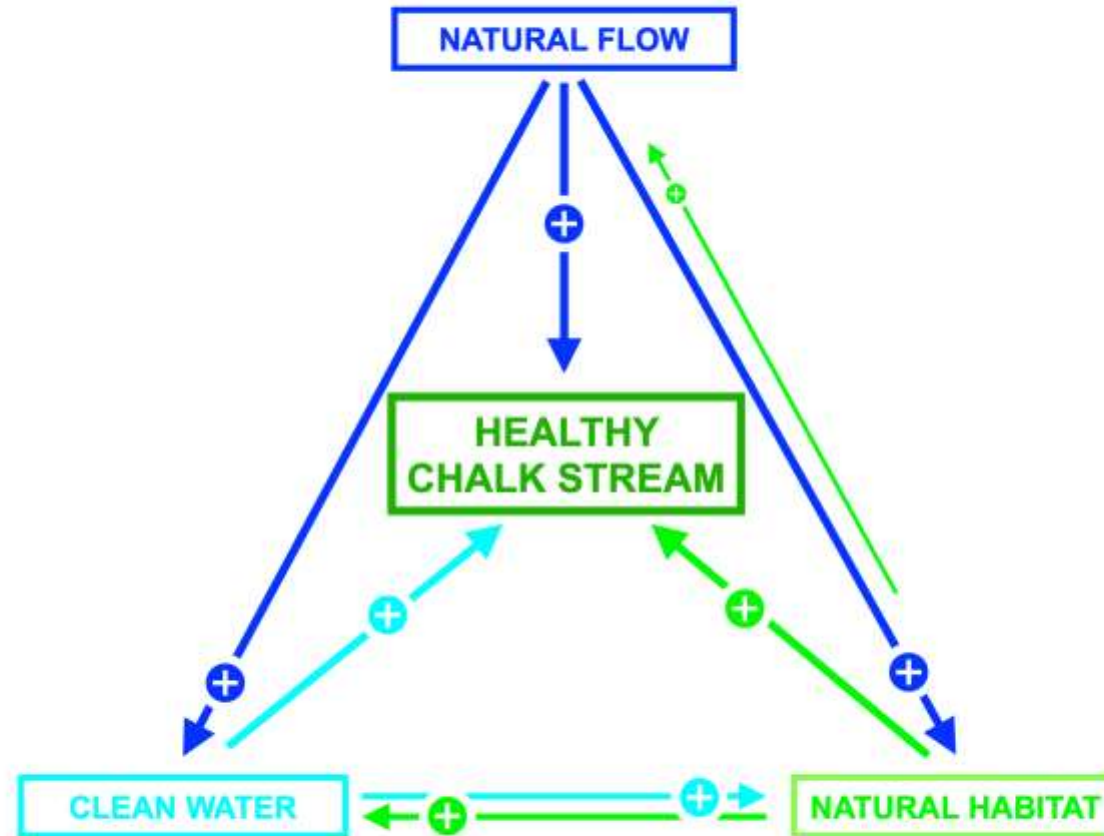 NATURAL FLOW
+
+
HEALTHY
CHALK STREAM
+
+
+
+
CLEAN WATER
+
+
NATURAL HABITAT